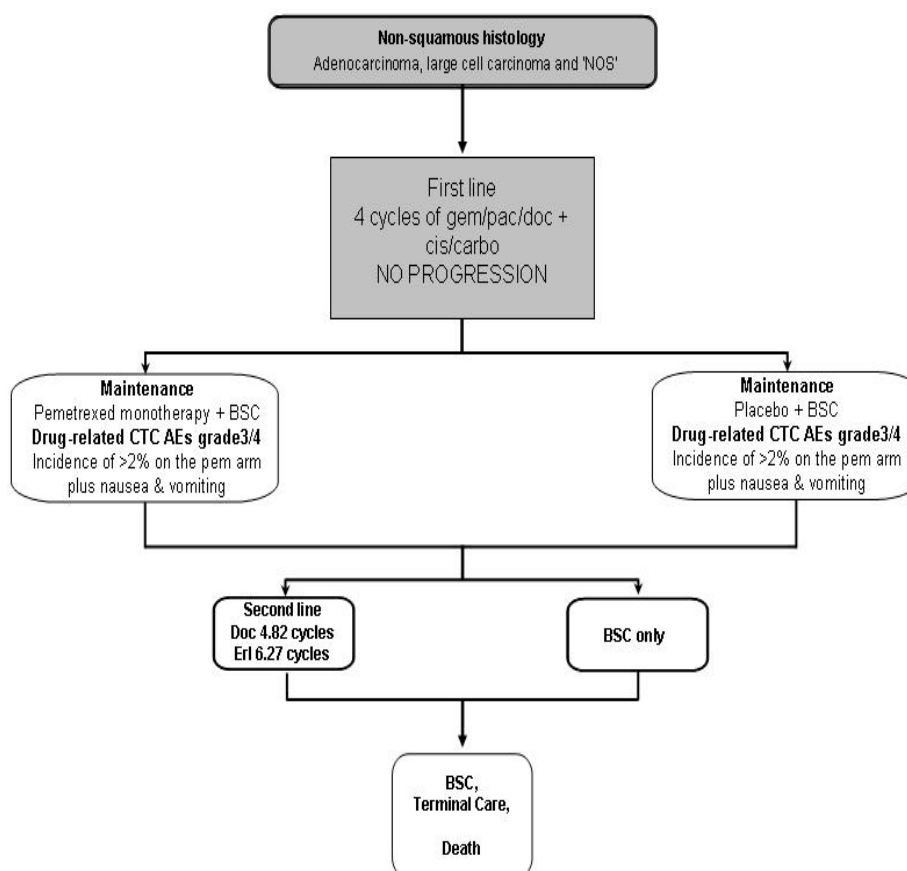 Non-squamous histology
Adenocarcinoma, large cell carcinoma and 'NOS'
First line
4 cycles of gem/pac/doc +
cis/carbo
NO PROGRESSION
Maintenance
Pemetrexed monotherapy + BSC
Drug-related CTC AEs grade3/4
Incidence of >2% on the pem arm
plus nausea & vomiting
Maintenance
Placebo + BSC
Drug-related CTC AEs grade3/4
Incidence of >2% on the pem arm
plus nausea & vomiting
Second line
Doc 4.82 cycles
Erl 6.27 cycles
BSC only
BSC,
Terminal Care,
Death